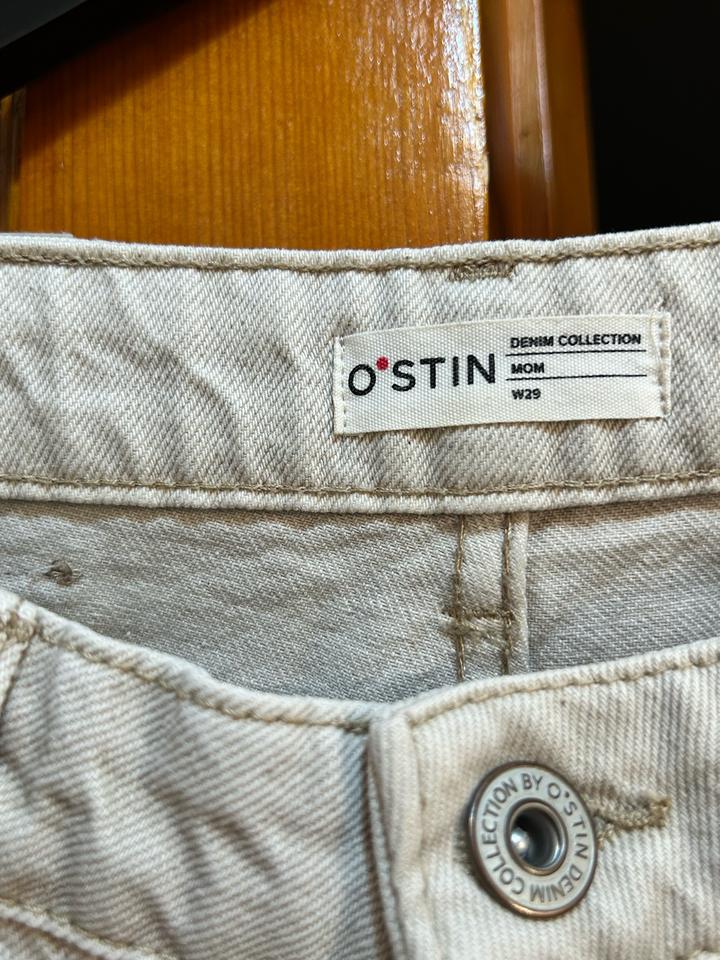 O'STIN
DENIM COLLECTION
MOM
W29
DENIM COLLECTION BY O'STIN